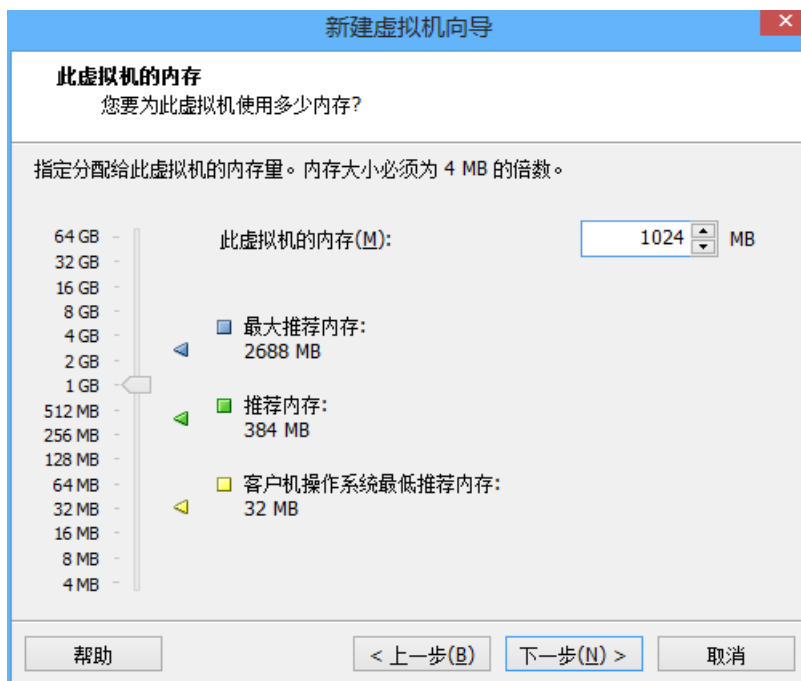 新建虚拟机向导
此虚拟机的内存
您要为此虚拟机使用多少内存?
指定分配给此虚拟机的内存量。内存大小必须为 4 MB 的倍数。
此虚拟机的内存(M): 1024 MB
64 GB
32 GB
16 GB
8 GB
4 GB
2 GB
1 GB
512 MB
256 MB
128 MB
64 MB
32 MB
16 MB
8 MB
4 MB
最大推荐内存:
2688 MB
推荐内存:
384 MB
客户机操作系统最低推荐内存:
32 MB
帮助 < 上一步(B) 下一步(N) > 取消